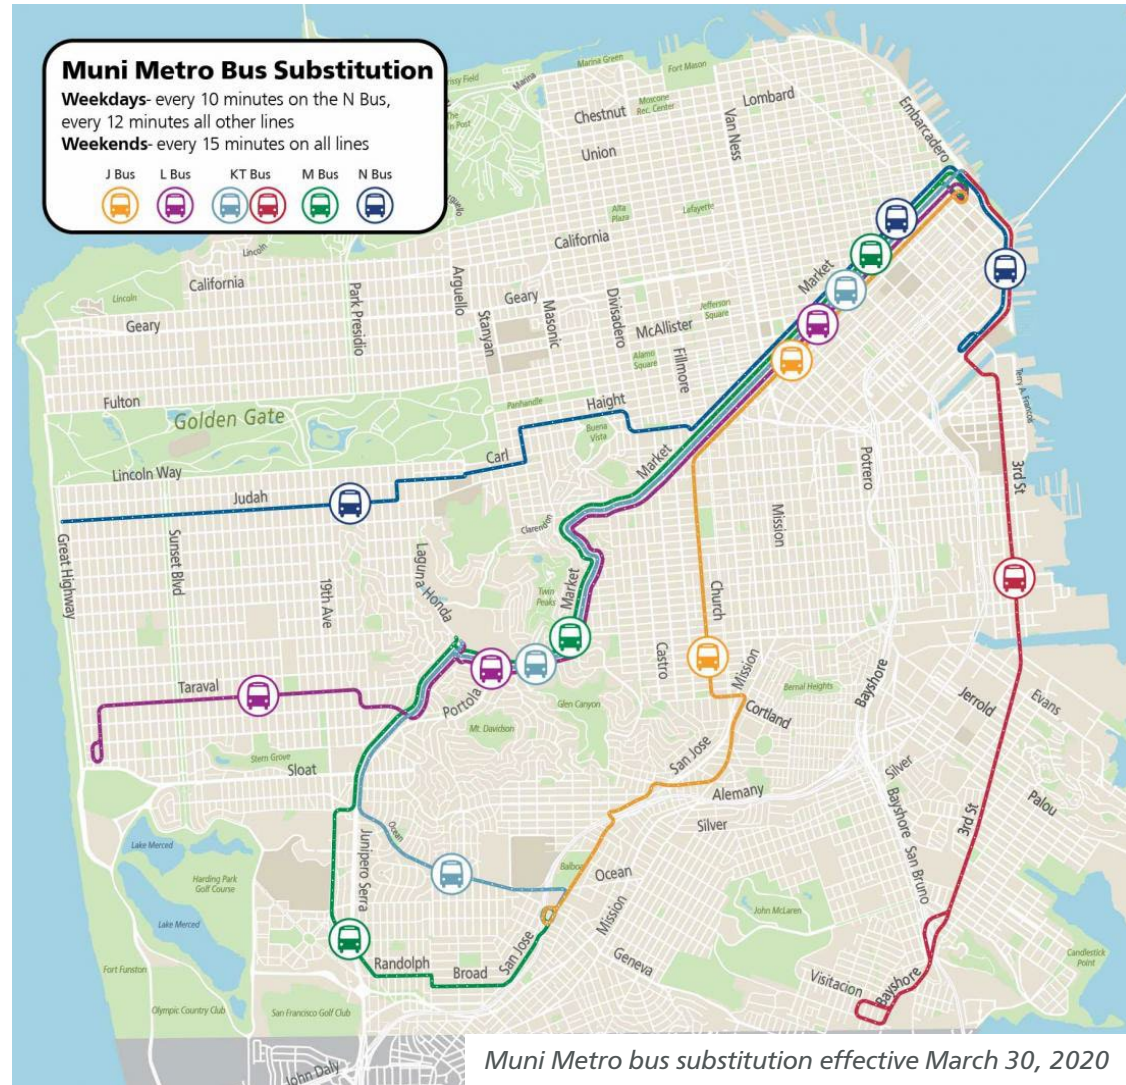 Muni Metro Bus Substitution
Weekdays- every 10 minutes on the N Bus,
every 12 minutes all other lines
Weekends- every 15 minutes on all lines
J Bus
L Bus
KT Bus
M Bus
N Bus
Marina Green
Fort Mason
Marina
Chestnut
Moscone
Rec. Center
Lombard
Van Ness
Embarcadero
Union
Alta
Plaza
Lafayette
California
Lincoln
California
Lincoln
Geary
Park Presidio
Arguello
Stanyan
Geary
Masonic
Divisadero
McAllister
Jefferson
Square
Alamo
Square
Fillmore
Market
Fulton
Golden Gate
Panhandle
Haight
Buena
Vista
Terry A. Francois
Lincoln Way
Carl
Market
Judah
Potrero
3rd St
Mission
Clarendon
Great Highway
Sunset Blvd
19th Ave
Laguna Honda
Twin
Peaks
Market
Church
Castro
Mission
Bernal Heights
Bayshore
Taraval
Portola
Glen Canyon
Cortland
Jerrold
Evans
Mt. Davidson
Stern Grove
Sloat
San Jose
Alemany
Silver
Silver
Bayshore
Palou
3rd St
Ocean
Junipero Serra
Lake Merced
Harding Park
Golf Course
Balboa
Ocean
San Bruno
Lake Merced
Mission
John McLaren
San Jose
Geneva
Randolph
Broad
Candlestick
Point
Fort Funston
Visitacion
Bayshore
Olympic Country Club
San Francisco Golf Club
John Daly
Muni Metro bus substitution effective March 30, 2020